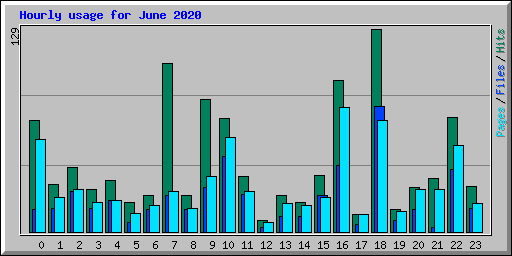 Hourly usage for June 2020
129
Pages / Files / Hits
0 1 2 3 4 5 6 7 8 9 10 11 12 13 14 15 16 17 18 19 20 21 22 23